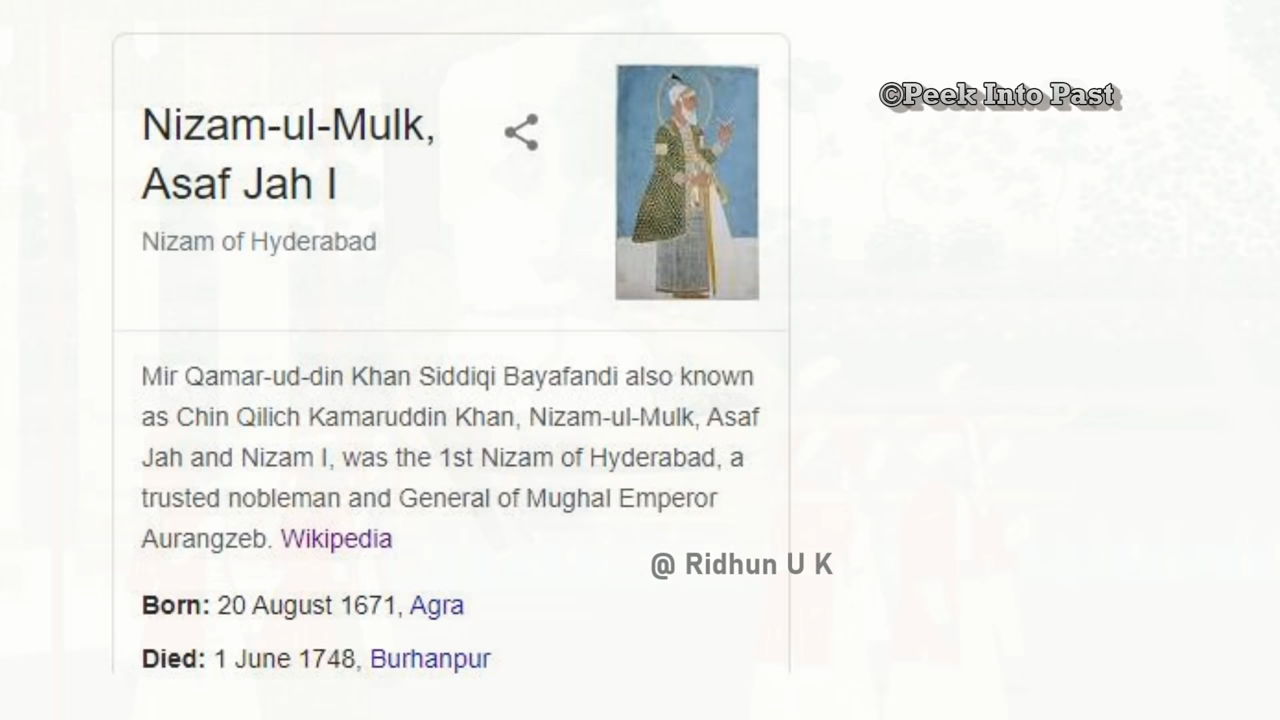 ©Peek Into Past
Nizam-ul-Mulk,
Asaf Jah I
Nizam of Hyderabad
Mir Qamar-ud-din Khan Siddiqi Bayafandi also known
as Chin Qilich Kamaruddin Khan, Nizam-ul-Mulk, Asaf
Jah and Nizam I, was the 1st Nizam of Hyderabad, a
trusted nobleman and General of Mughal Emperor
Aurangzeb. Wikipedia
@ Ridhun U K
Born: 20 August 1671, Agra
Died: 1 June 1748, Burhanpur